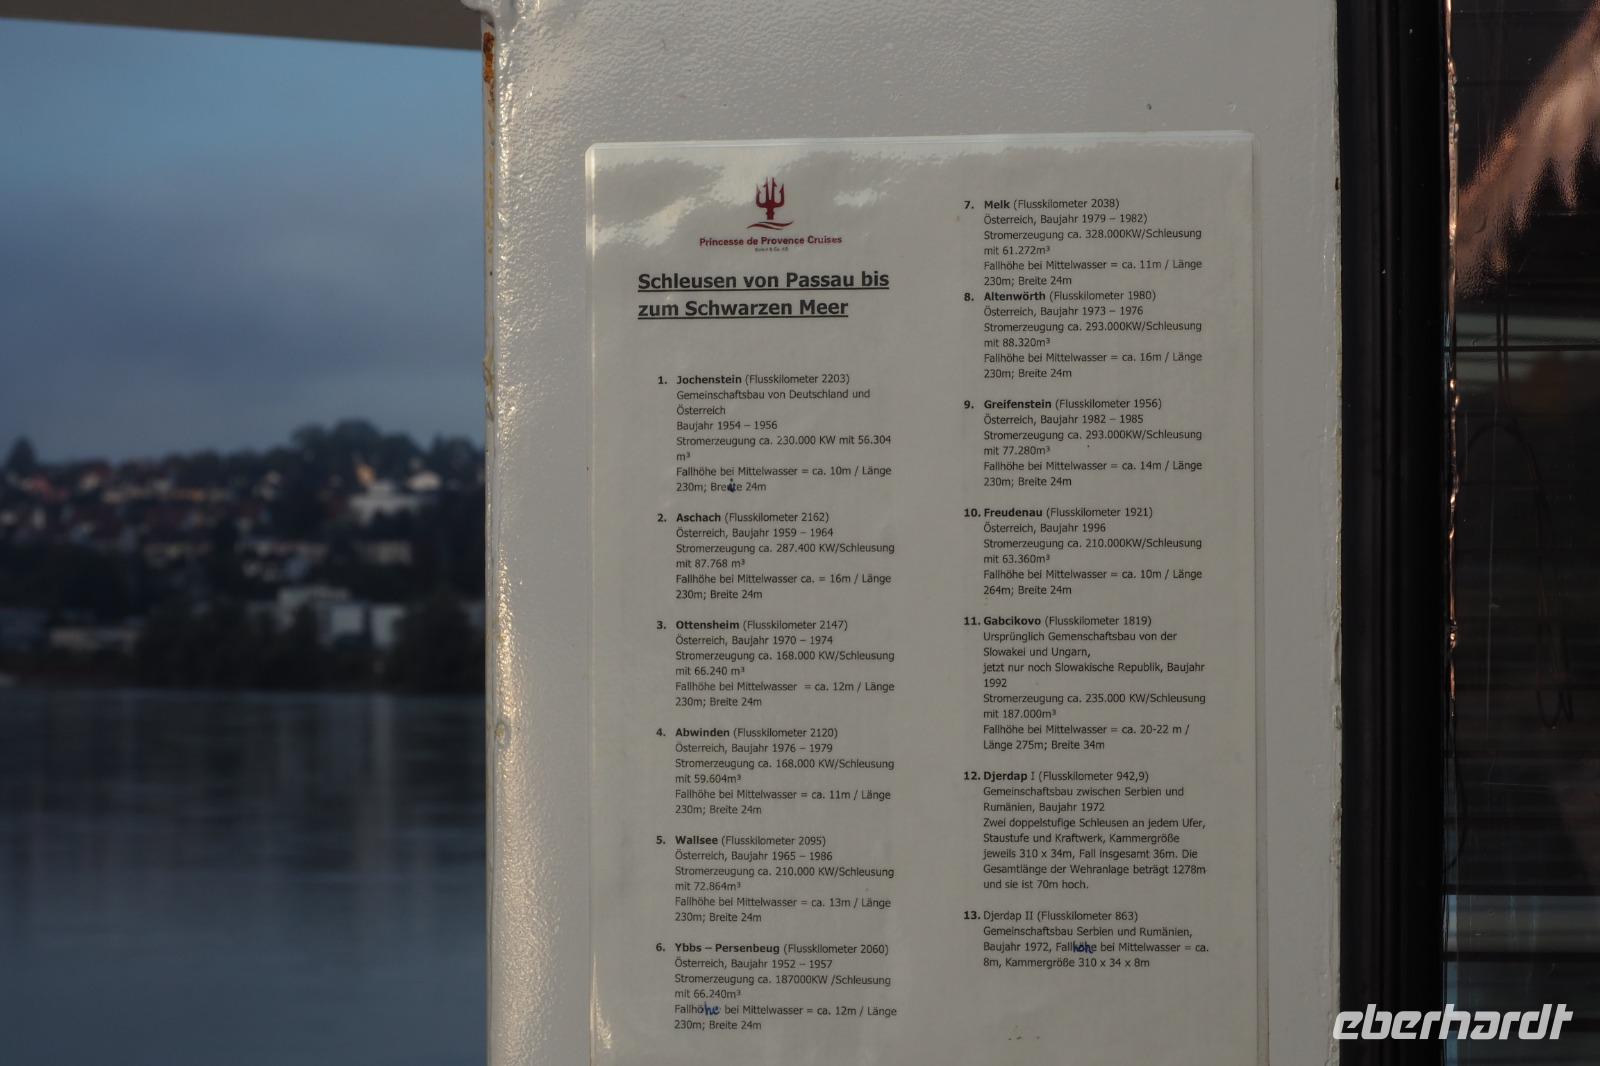 Princesse de Provence Cruises
Schleusen von Passau bis
zum Schwarzen Meer
1. Jochenstein (Flusskilometer 2203)
Gemeinschaftsbau von Deutschland und
Österreich
Baujahr 1954 – 1956
Stromerzeugung ca. 230.000 KW mit 56.304
m³
Fallhöhe bei Mittelwasser = ca. 10m / Länge
230m; Breite 24m
2. Aschach (Flusskilometer 2162)
Österreich, Baujahr 1959 – 1964
Stromerzeugung ca. 287.400 KW/Schleusung
mit 87.768 m³
Fallhöhe bei Mittelwasser ca. = 16m / Länge
230m; Breite 24m
3. Ottensheim (Flusskilometer 2147)
Österreich, Baujahr 1970 – 1974
Stromerzeugung ca. 168.000 KW/Schleusung
mit 66.240 m³
Fallhöhe bei Mittelwasser = ca. 12m / Länge
230m; Breite 24m
4. Abwinden (Flusskilometer 2120)
Österreich, Baujahr 1976 – 1979
Stromerzeugung ca. 168.000 KW/Schleusung
mit 59.604m³
Fallhöhe bei Mittelwasser = ca. 11m / Länge
230m; Breite 24m
5. Wallsee (Flusskilometer 2095)
Österreich, Baujahr 1965 – 1986
Stromerzeugung ca. 210.000 KW/Schleusung
mit 72.864m³
Fallhöhe bei Mittelwasser = ca. 13m / Länge
230m; Breite 24m
6. Ybbs – Persenbeug (Flusskilometer 2060)
Österreich, Baujahr 1952 – 1957
Stromerzeugung ca. 187000KW /Schleusung
mit 66.240m³
Fallhöhe bei Mittelwasser = ca. 12m / Länge
230m; Breite 24m
7. Melk (Flusskilometer 2038)
Österreich, Baujahr 1979 – 1982)
Stromerzeugung ca. 328.000KW/Schleusung
mit 61.272m³
Fallhöhe bei Mittelwasser = ca. 11m / Länge
230m; Breite 24m
8. Altenwörth (Flusskilometer 1980)
Österreich, Baujahr 1973 – 1976
Stromerzeugung ca. 293.000KW/Schleusung
mit 88.320m³
Fallhöhe bei Mittelwasser = ca. 16m / Länge
230m; Breite 24m
9. Greifenstein (Flusskilometer 1956)
Österreich, Baujahr 1982 – 1985
Stromerzeugung ca. 293.000KW/Schleusung
mit 77.280m³
Fallhöhe bei Mittelwasser = ca. 14m / Länge
230m; Breite 24m
10. Freudenau (Flusskilometer 1921)
Österreich, Baujahr 1996
Stromerzeugung ca. 210.000KW/Schleusung
mit 63.360m³
Fallhöhe bei Mittelwasser = ca. 10m / Länge
264m; Breite 24m
11. Gabcikovo (Flusskilometer 1819)
Ursprünglich Gemenschaftsbau von der
Slowakei und Ungarn,
jetzt nur noch Slowakische Republik, Baujahr
1992
Stromerzeugung ca. 235.000 KW/Schleusung
mit 187.000m³
Fallhöhe bei Mittelwasser = ca. 20-22 m /
Länge 275m; Breite 34m
12. Djerdap I (Flusskilometer 942,9)
Gemeinschaftsbau zwischen Serbien und
Rumänien, Baujahr 1972
Zwei doppelstufige Schleusen an jedem Ufer,
Staustufe und Kraftwerk, Kammergröße
jeweils 310 x 34m, Fall insgesamt 36m. Die
Gesamtlänge der Wehranlage beträgt 1278m
und sie ist 70m hoch.
13. Djerdap II (Flusskilometer 863)
Gemeinschaftsbau Serbien und Rumänien,
Baujahr 1972, Fallhöhe bei Mittelwasser = ca.
8m, Kammergröße 310 x 34 x 8m
eberhardt